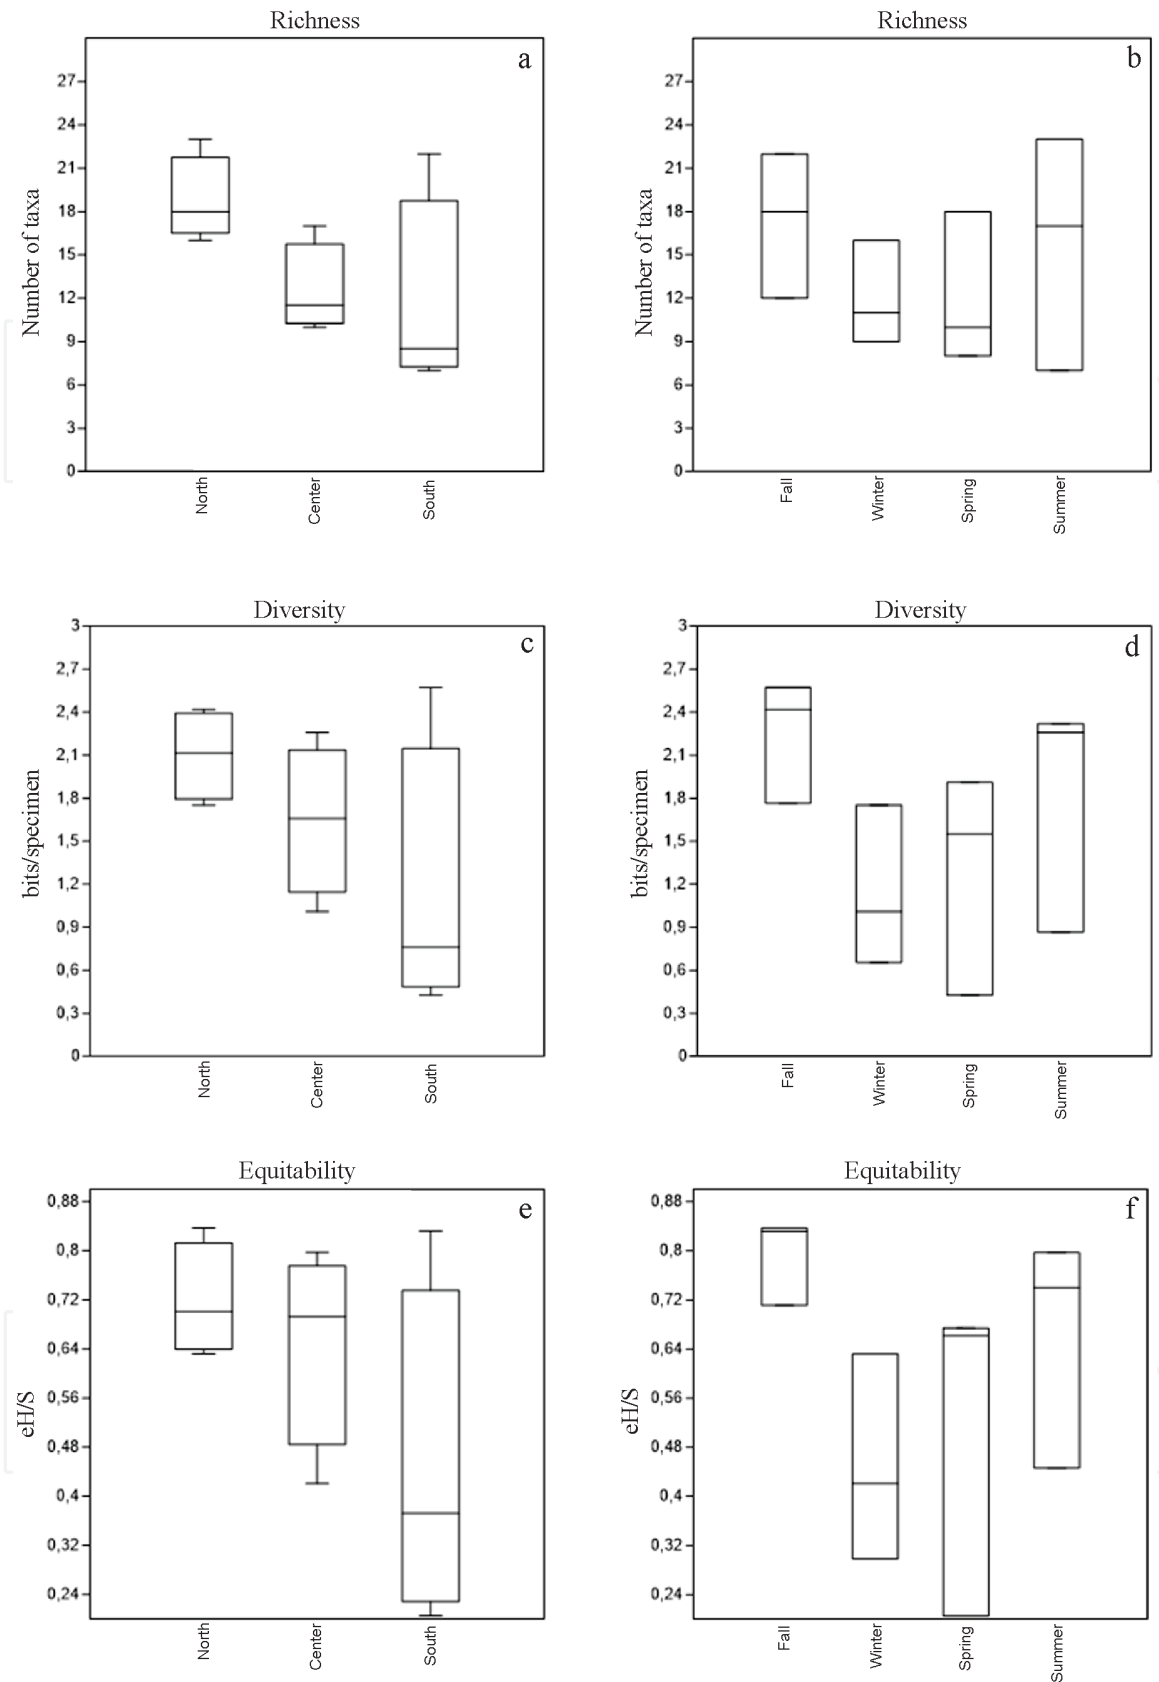 Richness
a
27
24
21
18
15
12
9
6
3
0
Number of taxa
North
Center
South
Richness
b
27
24
21
18
15
12
9
6
3
0
Number of taxa
Fall
Winter
Spring
Summer
Diversity
c
3
2,7
2,4
2,1
1,8
1,5
1,2
0,9
0,6
0,3
0
bits/specimen
North
Center
South
Diversity
d
3
2,7
2,4
2,1
1,8
1,5
1,2
0,9
0,6
0,3
0
bits/specimen
Fall
Winter
Spring
Summer
Equitability
e
0,88
0,8
0,72
0,64
0,56
0,48
0,4
0,32
0,24
eH/S
North
Center
South
Equitability
f
0,88
0,8
0,72
0,64
0,56
0,48
0,4
0,32
0,24
eH/S
Fall
Winter
Spring
Summer